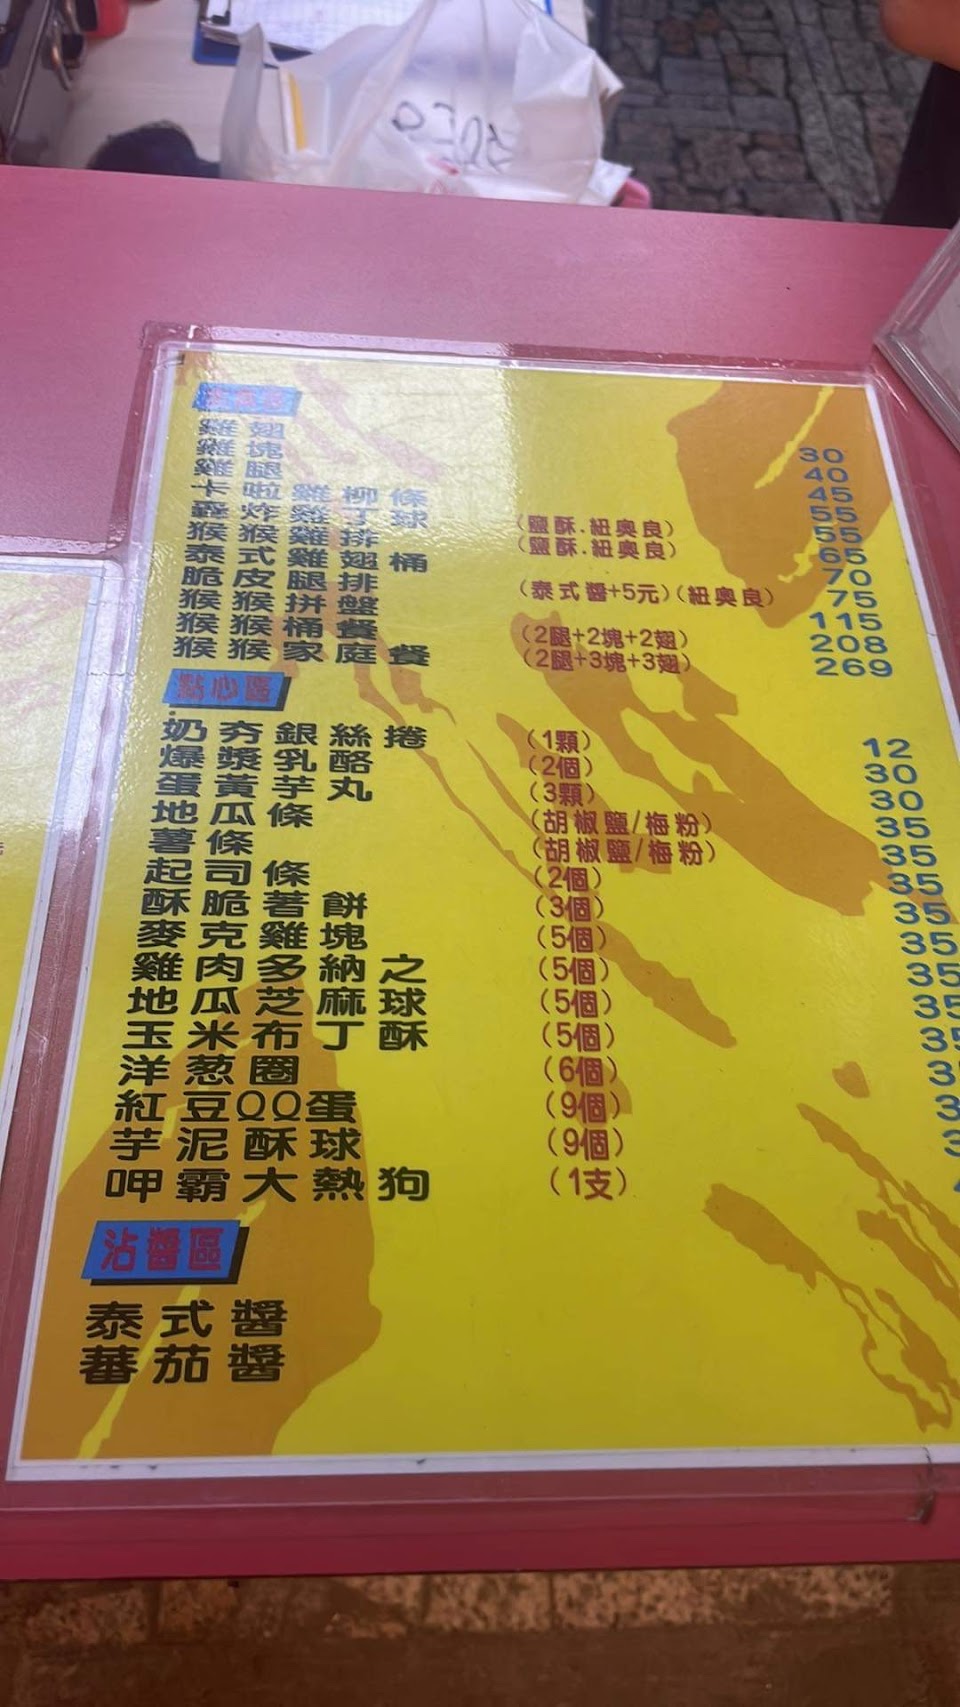 雞翅 30
雞塊 40
雞腿 45
卡啦雞柳條 55
轟炸雞丁球 (鹽酥.紐奧良) 55
猴猴雞排 (鹽酥.紐奧良) 65
泰式雞翅桶 70
脆皮腿排 (泰式醬+5元)(紐奧良) 75
猴猴拼盤 115
猴猴桶餐 (2腿+2塊+2翅) 208
猴猴家庭餐 (2腿+3塊+3翅) 269
點心區
奶夯銀絲捲 (1顆) 12
爆漿乳酪 (2個) 30
蛋黃芋丸 (3顆) 30
地瓜條 (胡椒鹽/梅粉) 35
薯條 (胡椒鹽/梅粉) 35
起司條 (2個) 35
酥脆著餅 (3個) 35
麥克雞塊 (5個) 35
雞肉多納之 (5個) 35
地瓜芝麻球 (5個) 35
玉米布丁酥 (5個) 35
洋蔥圈 (6個) 3
紅豆QQ蛋 (9個) 3
芋泥酥球 (9個) 3
呷霸大熱狗 (1支)
沾醬區
泰式醬
蕃茄醬